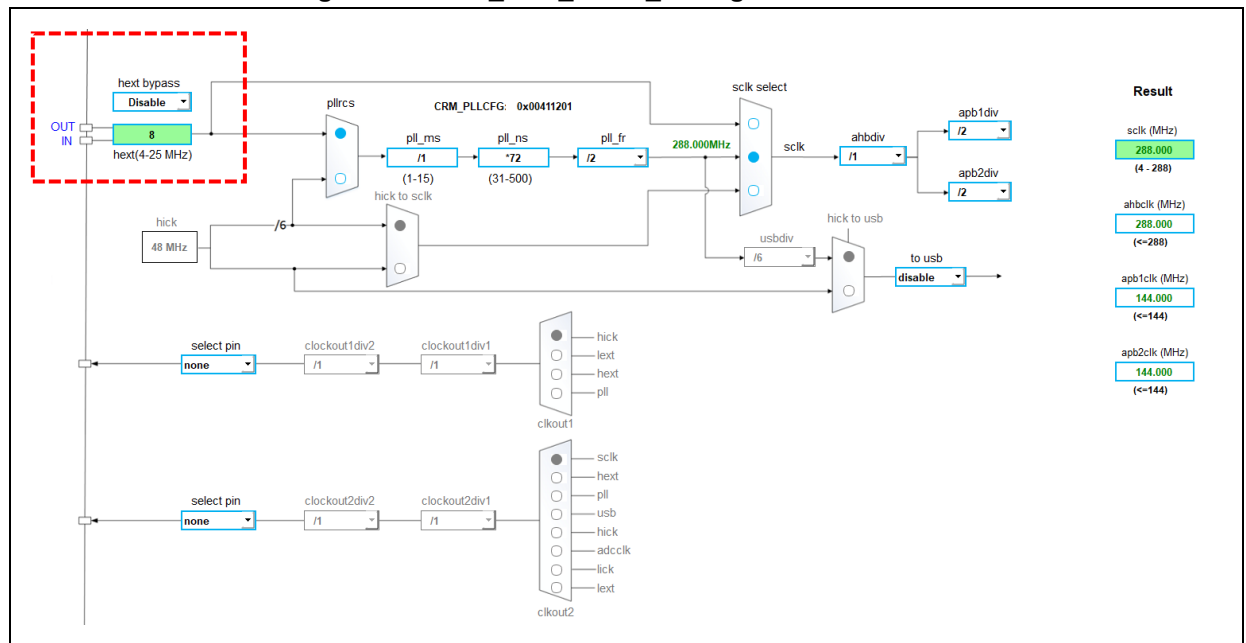 hext bypass
Disable
OUT
IN
8
hext(4-25 MHz)
pllrcs
CRM_PLLCFG: 0x00411201
pll_ms
/1
(1-15)
pll_ns
*72
(31-500)
pll_fr
/2
288.000MHz
sclk select
sclk
ahbdiv
/1
apb1div
/2
apb2div
/2
hick
48 MHz
/6
hick to sclk
usbdiv
/6
hick to usb
to usb
disable
Result
sclk (MHz)
288.000
(4 - 288)
ahbclk (MHz)
288.000
(<=288)
apb1clk (MHz)
144.000
(<=144)
apb2clk (MHz)
144.000
(<=144)
select pin
none
clockout1div2
/1
clockout1div1
/1
hick
lext
hext
pll
clkout1
select pin
none
clockout2div2
/1
clockout2div1
/1
sclk
hext
pll
usb
hick
adcclk
lick
lext
clkout2